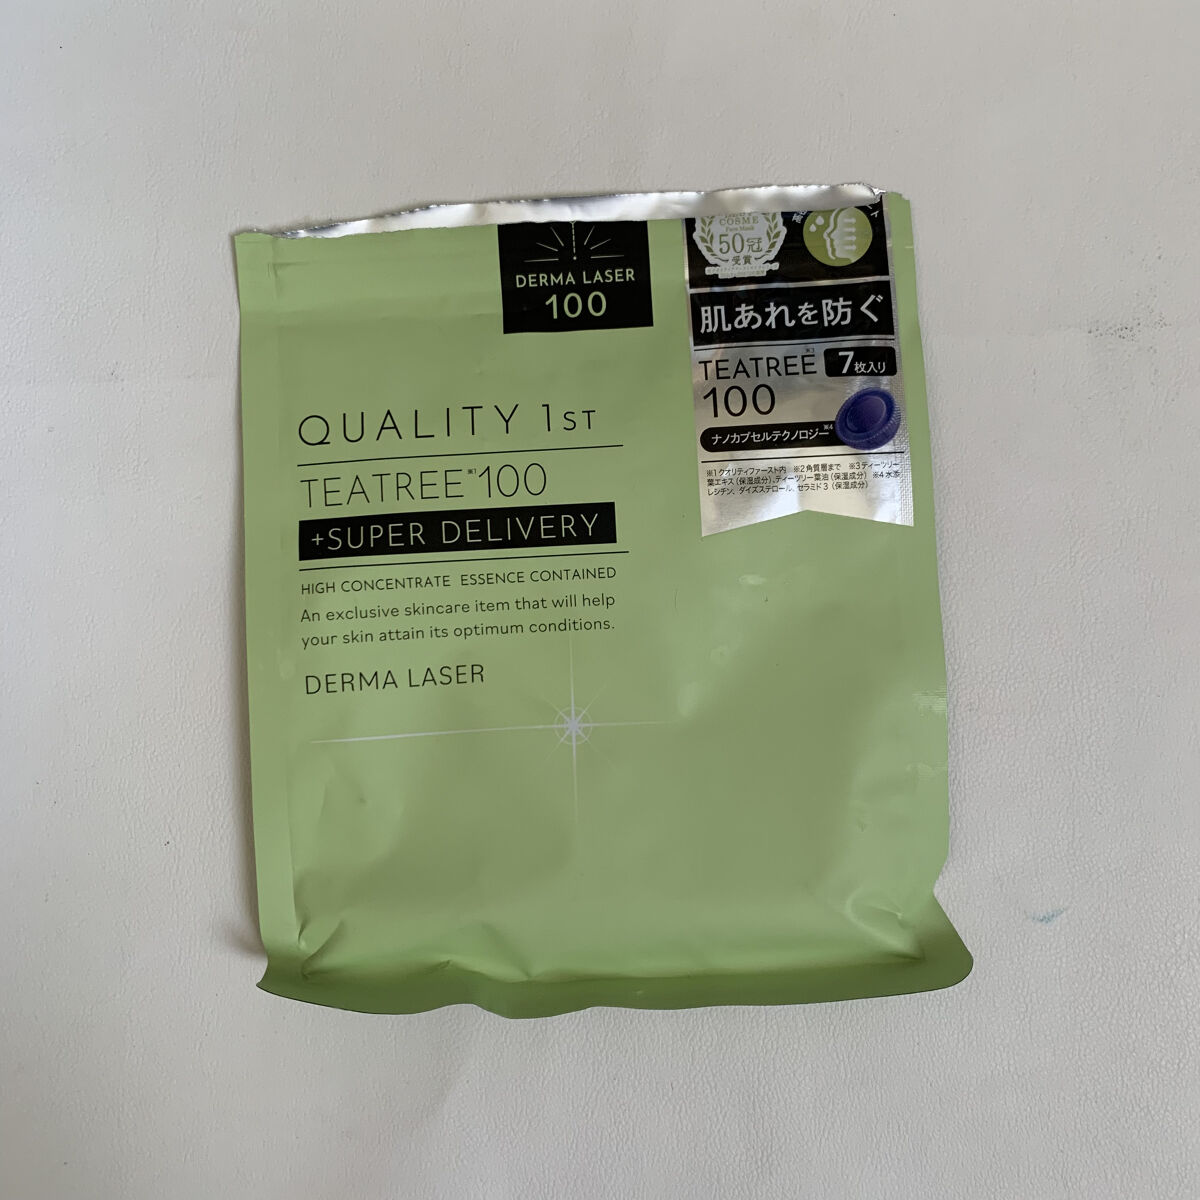 DERMA LASER
100
QUALITY 1ST
TEATREE※1100
+SUPER DELIVERY
HIGH CONCENTRATE ESSENCE CONTAINED
An exclusive skincare item that will help
your skin attain its optimum conditions.
DERMA LASER
COSME
Face Mask
50冠
受賞
肌あれを防ぐ
TEATREE※3
7枚入り
100
ナノカプセルテクノロジー※4
※1クオリティファースト内 ※2角質層まで ※3ティーツリー
葉エキス(保湿成分)、ティーツリー葉油(保湿成分) ※4水添
レシチン、ダイズステロール、セラミド3(保湿成分)